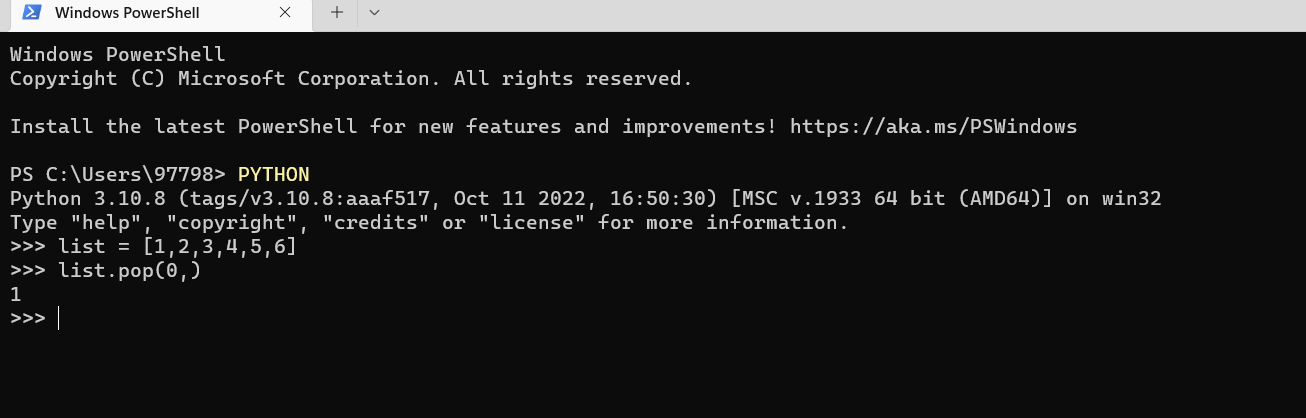 Windows PowerShell
Windows PowerShell
Copyright (C) Microsoft Corporation. All rights reserved.
Install the latest PowerShell for new features and improvements! https://aka.ms/PSWindows
PS C:\Users\97798> PYTHON
Python 3.10.8 (tags/v3.10.8:aaaf517, Oct 11 2022, 16:50:30) [MSC v.1933 64 bit (AMD64)] on win32
Type "help", "copyright", "credits" or "license" for more information.
>>> list = [1,2,3,4,5,6]
>>> list.pop(0,)
1
>>>